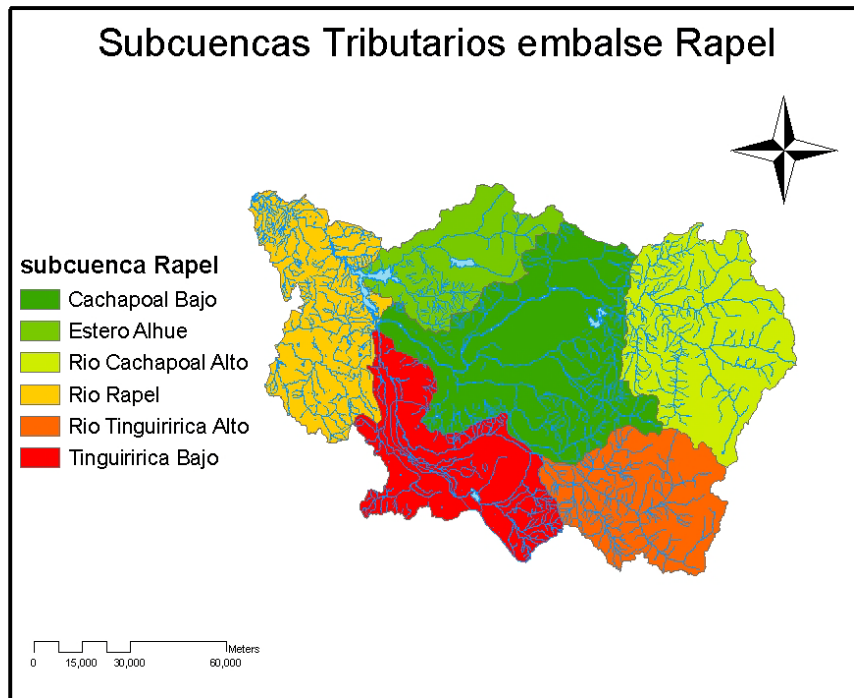 Subcuencas Tributarios embalse Rapel
subcuenca Rapel
Cachapoal Bajo
Estero Alhue
Rio Cachapoal Alto
Rio Rapel
Rio Tinguiririca Alto
Tinguiririca Bajo
Meters
0 15,000 30,000 60,000